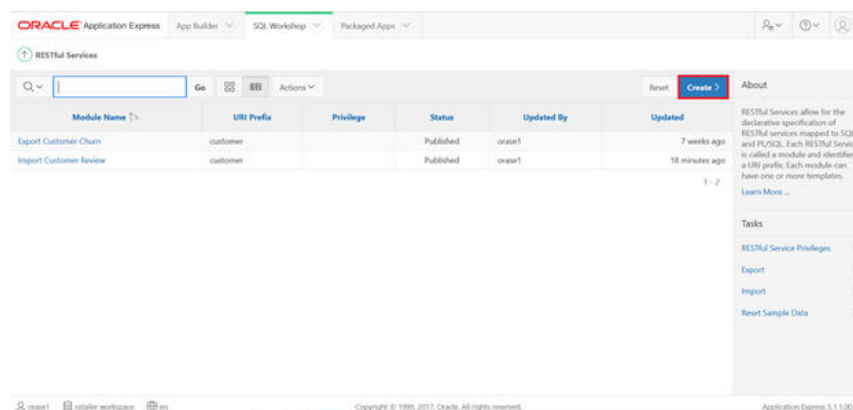 ORACLE Application Express App Builder SQL Workshop Packaged Apps
RESTful Services
Go Actions Reset Create
Module Name URI Prefix Privilege Status Updated By Updated
Export Customer Churn customer Published orase1 7 weeks ago
Import Customer Review customer Published orase1 18 minutes ago
1 - 2
About
RESTful Services allow for the
declarative specification of
RESTful services mapped to SQL
and PL/SQL. Each RESTful Servic
is called a module and identifie
a URI prefix. Each module can
have one or more templates.
Learn More ...
Tasks
RESTful Service Privileges
Export
Import
Reset Sample Data
orase1 retailer workspace en Copyright © 1999, 2017, Oracle. All rights reserved. Application Express 5.1.1.00